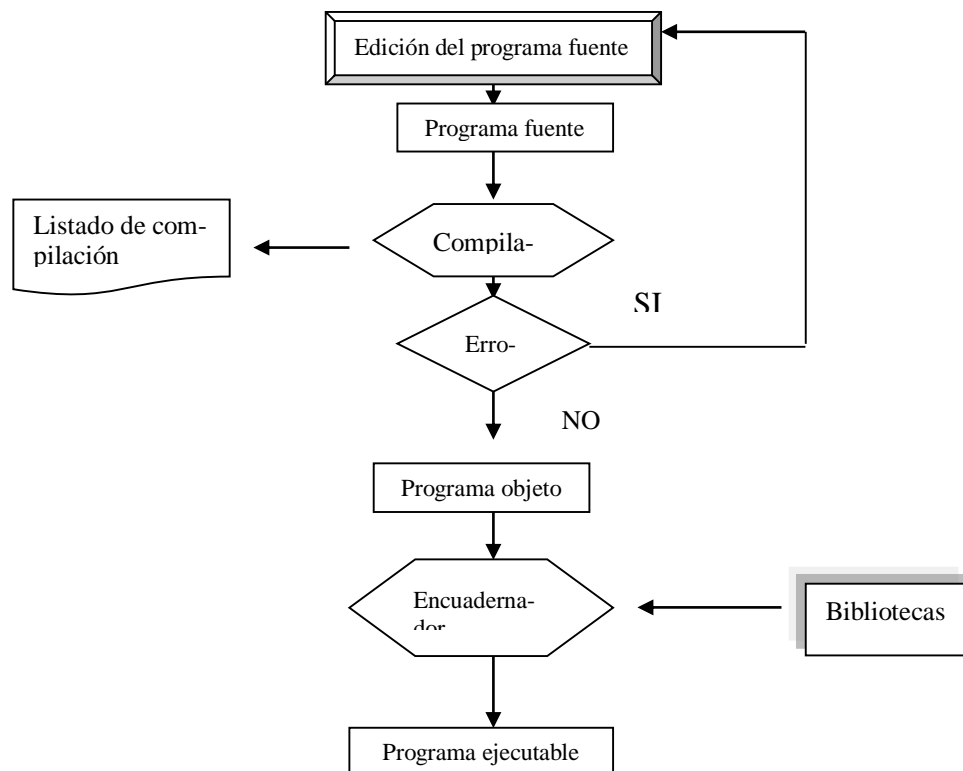 Edición del programa fuente
Programa fuente
Listado de com-
pilación
Compila-
SI
Erro-
NO
Programa objeto
Encuaderna-
dor
Bibliotecas
Programa ejecutable